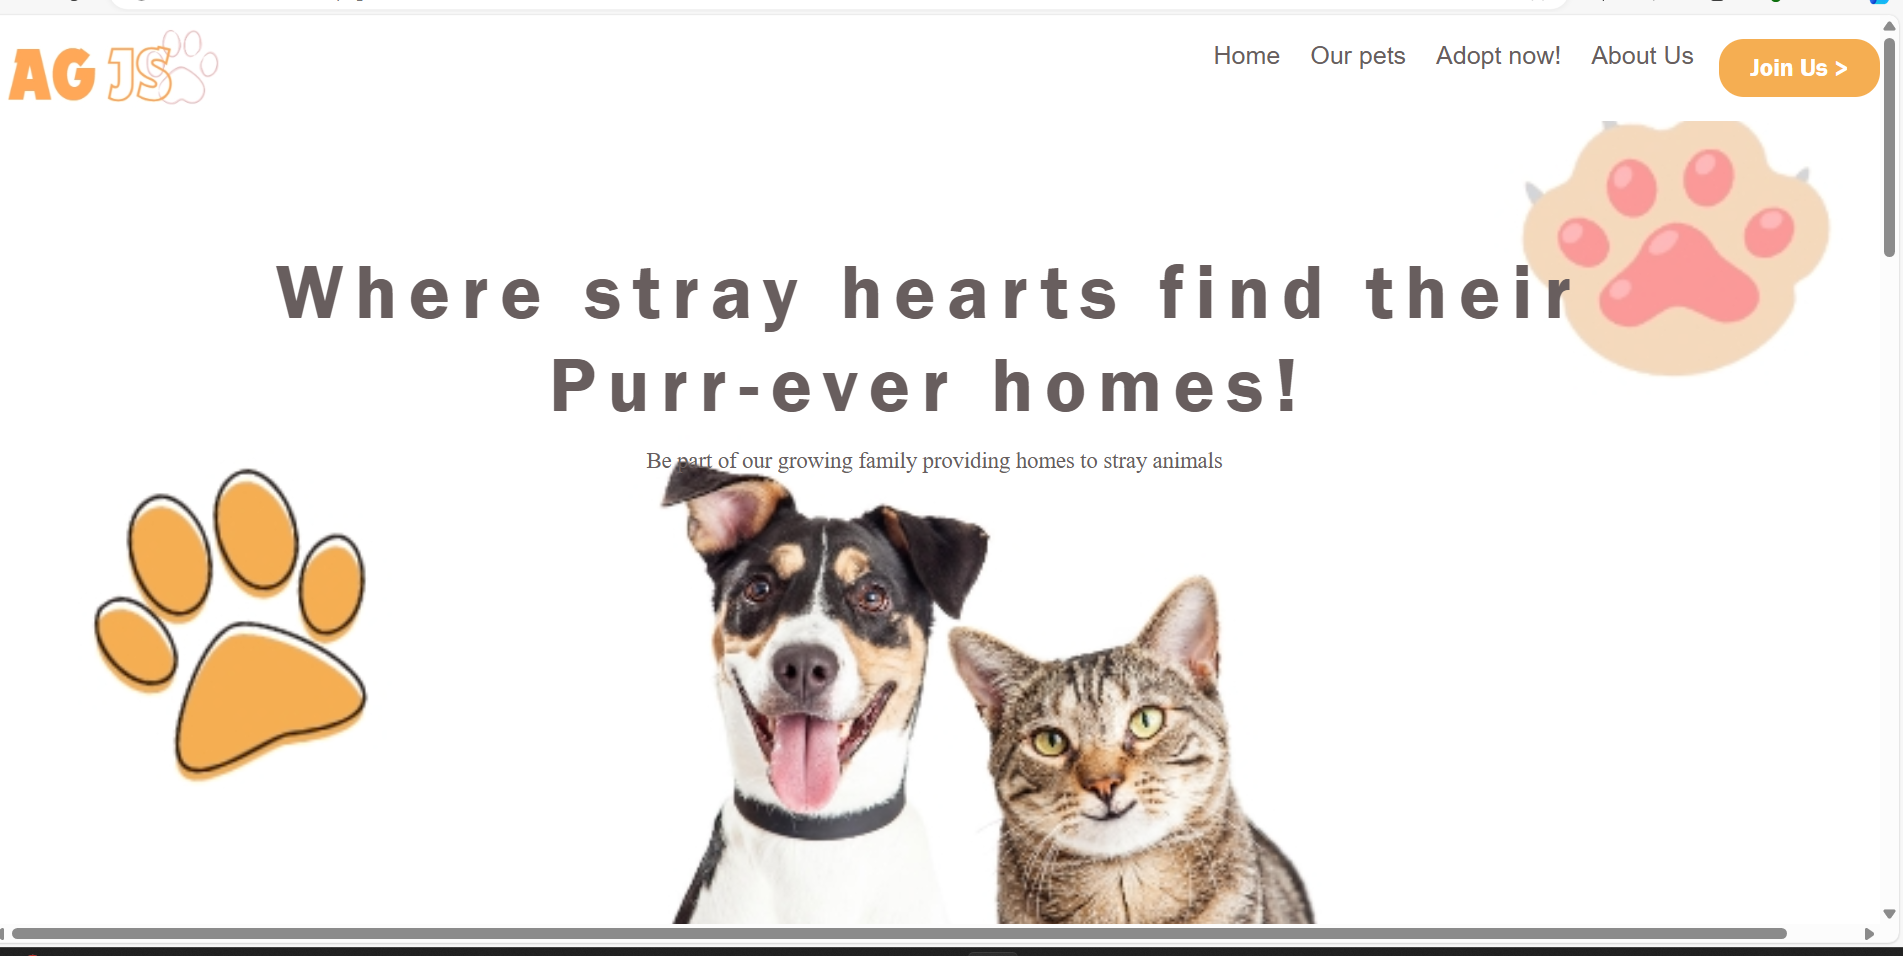 AG JS
Home Our pets Adopt now! About Us Join Us >
Where stray hearts find their
Purr-ever homes!
Be part of our growing family providing homes to stray animals